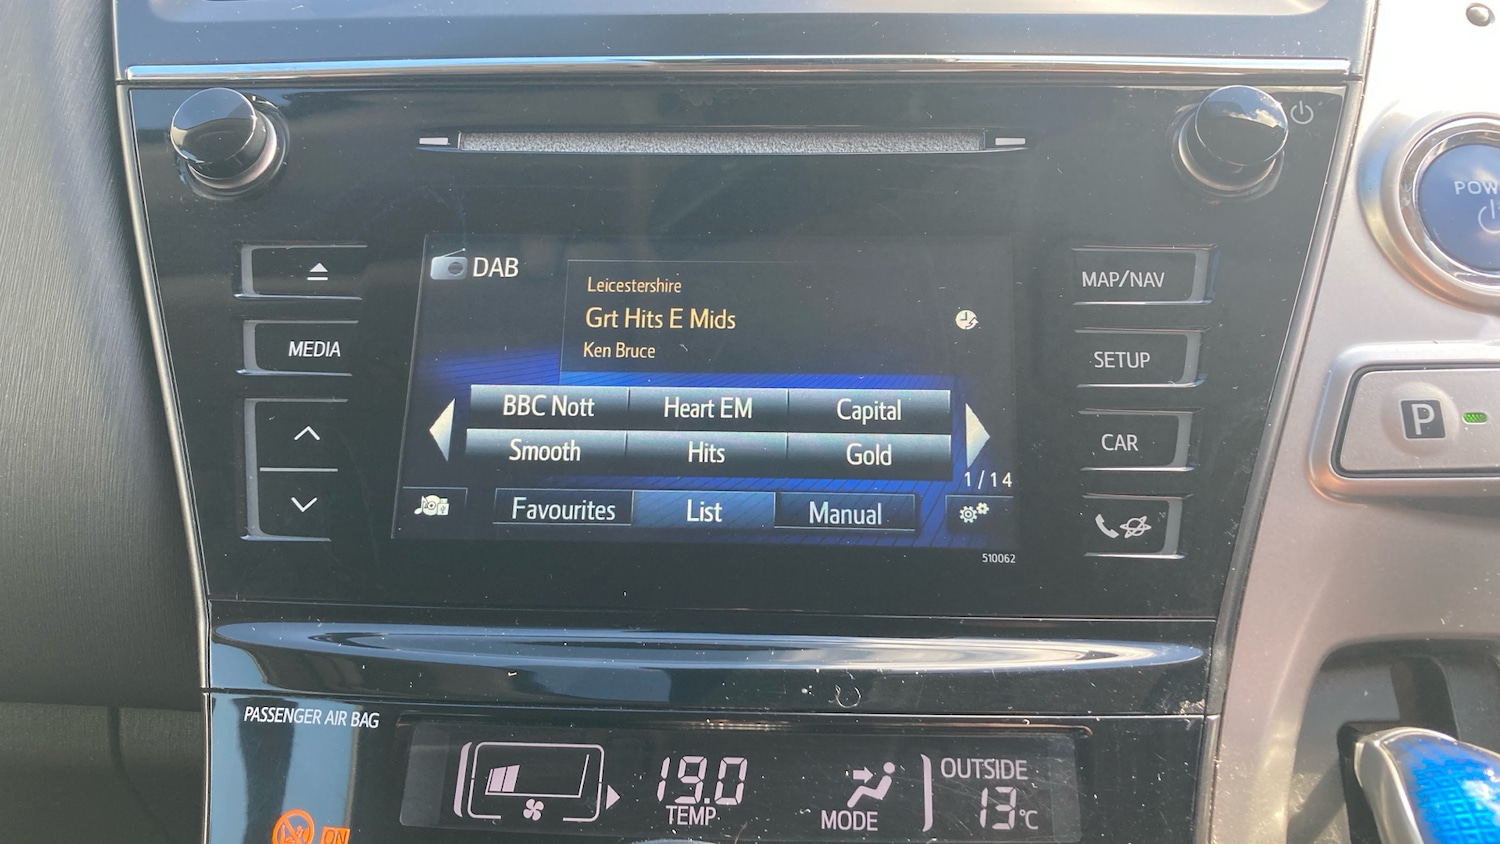 POW
DAB
Leicestershire
Grt Hits E Mids
Ken Bruce
MEDIA
MAP/NAV
SETUP
CAR
BBC Nott Heart EM Capital
Smooth Hits Gold
1 / 14
Favourites List Manual
510062
P
PASSENGER AIR BAG
ON
19.0
TEMP
MODE
OUTSIDE
13°C